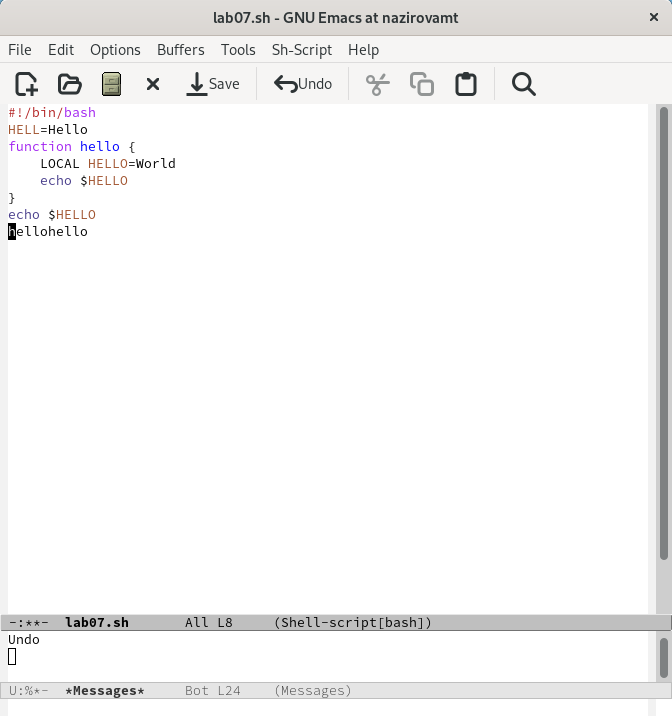 lab07.sh - GNU Emacs at nazirovamt
File Edit Options Buffers Tools Sh-Script Help
Save Undo
#!/bin/bash
HELL=Hello
function hello {
    LOCAL HELLO=World
    echo $HELLO
}
echo $HELLO
hellohello
-:**-  lab07.sh       All L8     (Shell-script[bash])
Undo
U:%*-  *Messages*     Bot L24    (Messages)